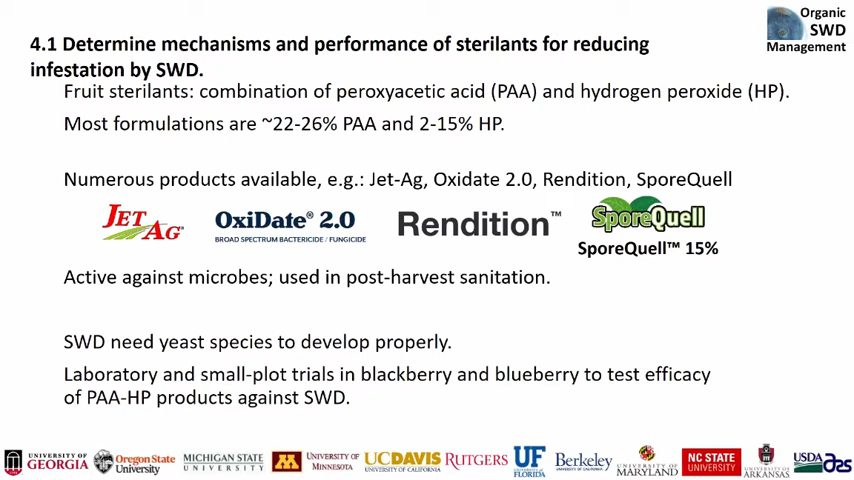 Organic
SWD
Management
4.1 Determine mechanisms and performance of sterilants for reducing
infestation by SWD.
Fruit sterilants: combination of peroxyacetic acid (PAA) and hydrogen peroxide (HP).
Most formulations are ~22-26% PAA and 2-15% HP.
Numerous products available, e.g.: Jet-Ag, Oxidate 2.0, Rendition, SporeQuell
JET
AG®
OxiDate® 2.0
BROAD SPECTRUM BACTERICIDE / FUNGICIDE
Rendition™
SporeQuell
SporeQuell™ 15%
Active against microbes; used in post-harvest sanitation.
SWD need yeast species to develop properly.
Laboratory and small-plot trials in blackberry and blueberry to test efficacy
of PAA-HP products against SWD.
UNIVERSITY OF
GEORGIA
Oregon State
University
MICHIGAN STATE
UNIVERSITY
M
UNIVERSITY OF
MINNESOTA
UCDAVIS
UNIVERSITY OF CALIFORNIA
RUTGERS
UF
UNIVERSITY of
FLORIDA
Berkeley
UNIVERSITY OF CALIFORNIA
UNIVERSITY OF
MARYLAND
NC STATE
UNIVERSITY
UNIVERSITY OF
ARKANSAS
USDA
ars